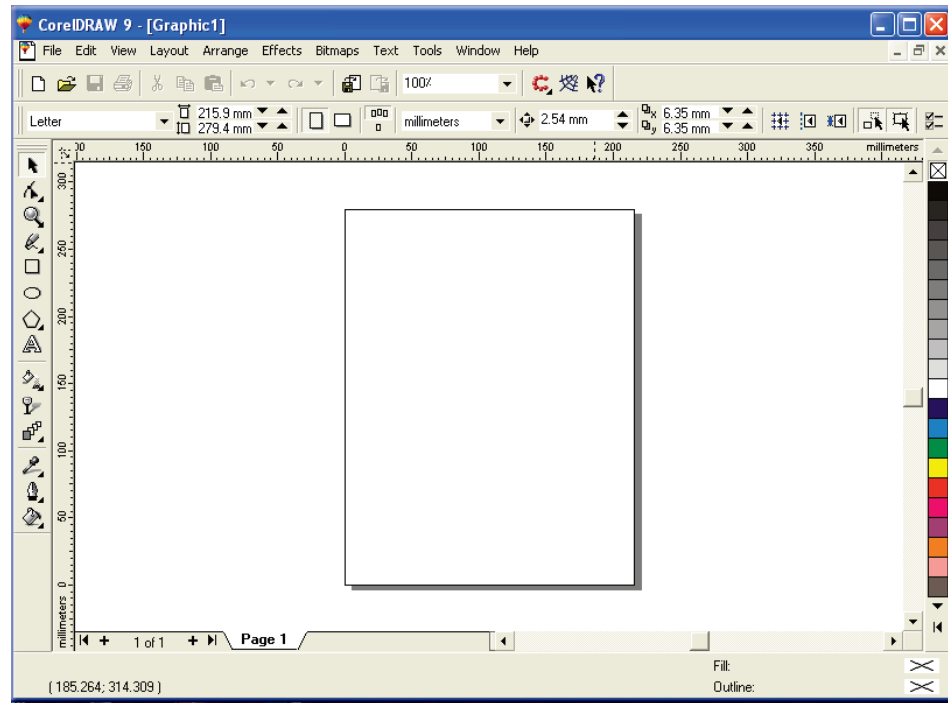 CorelDRAW 9 - [Graphic1]
File Edit View Layout Arrange Effects Bitmaps Text Tools Window Help
100%
Letter 215.9 mm millimeters 2.54 mm 6.35 mm
279.4 mm 6.35 mm
150 100 50 0 50 100 150 200 250 300 350 millimeters
300
250
200
150
100
50
0
millimeters
1 of 1 Page 1
Fill:
( 185.264; 314.309 ) Outline: